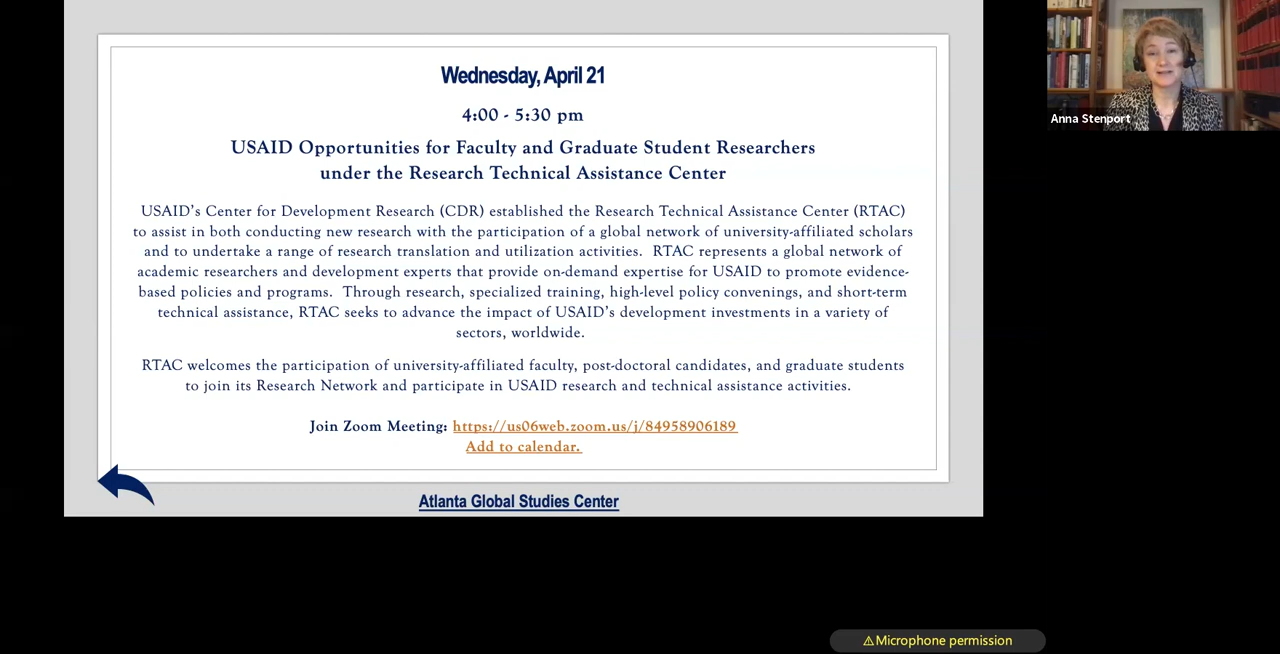 Wednesday, April 21
4:00 - 5:30 pm
USAID Opportunities for Faculty and Graduate Student Researchers
under the Research Technical Assistance Center
USAID's Center for Development Research (CDR) established the Research Technical Assistance Center (RTAC)
to assist in both conducting new research with the participation of a global network of university-affiliated scholars
and to undertake a range of research translation and utilization activities.  RTAC represents a global network of
academic researchers and development experts that provide on-demand expertise for USAID to promote evidence-
based policies and programs.  Through research, specialized training, high-level policy convenings, and short-term
technical assistance, RTAC seeks to advance the impact of USAID's development investments in a variety of
sectors, worldwide.
RTAC welcomes the participation of university-affiliated faculty, post-doctoral candidates, and graduate students
to join its Research Network and participate in USAID research and technical assistance activities.
Join Zoom Meeting: https://us06web.zoom.us/j/84958906189
Add to calendar.
Atlanta Global Studies Center
Anna Stenport
⚠Microphone permission